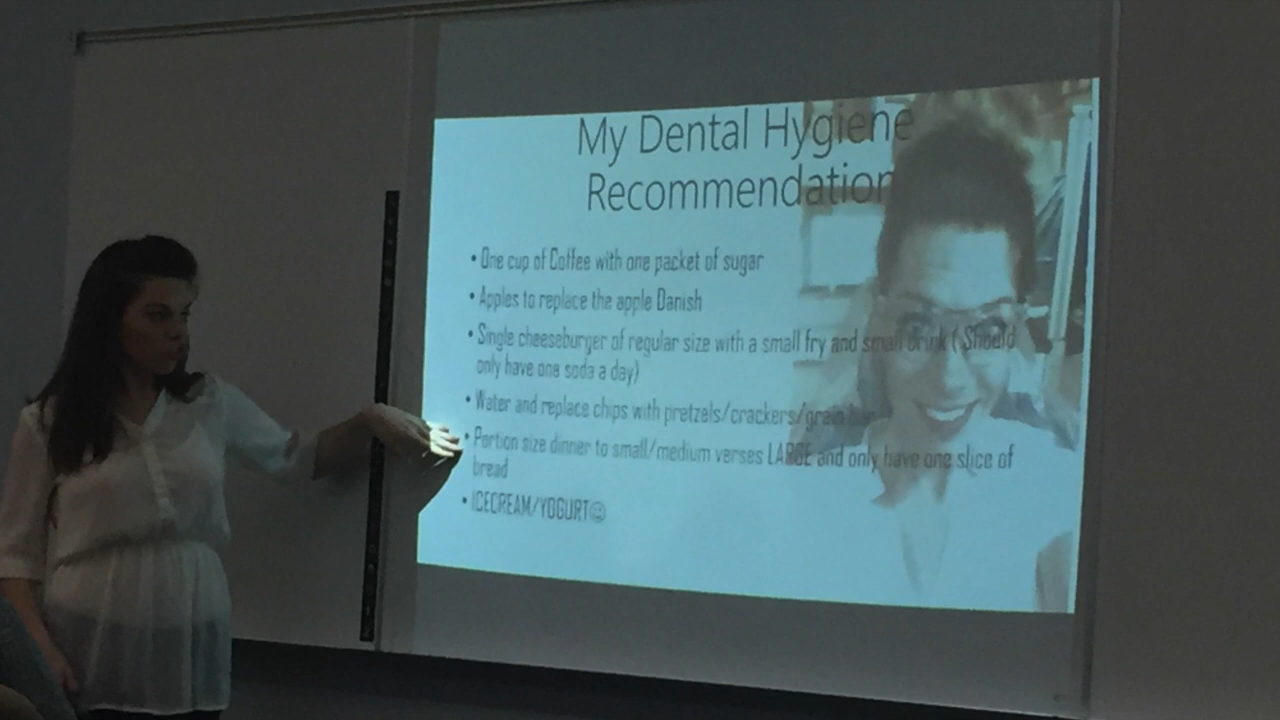 My Dental Hygiene
Recommendation
• One cup of Coffee with one packet of sugar
• Apples to replace the apple Danish
• Single cheeseburger of regular size with a small fry and small drink ( Should
only have one soda a day)
• Water and replace chips with pretzels/crackers/grain
• Portion size dinner to small/medium verses LARGE and only have one slice of
bread
• ICECREAM/YOGURT☺